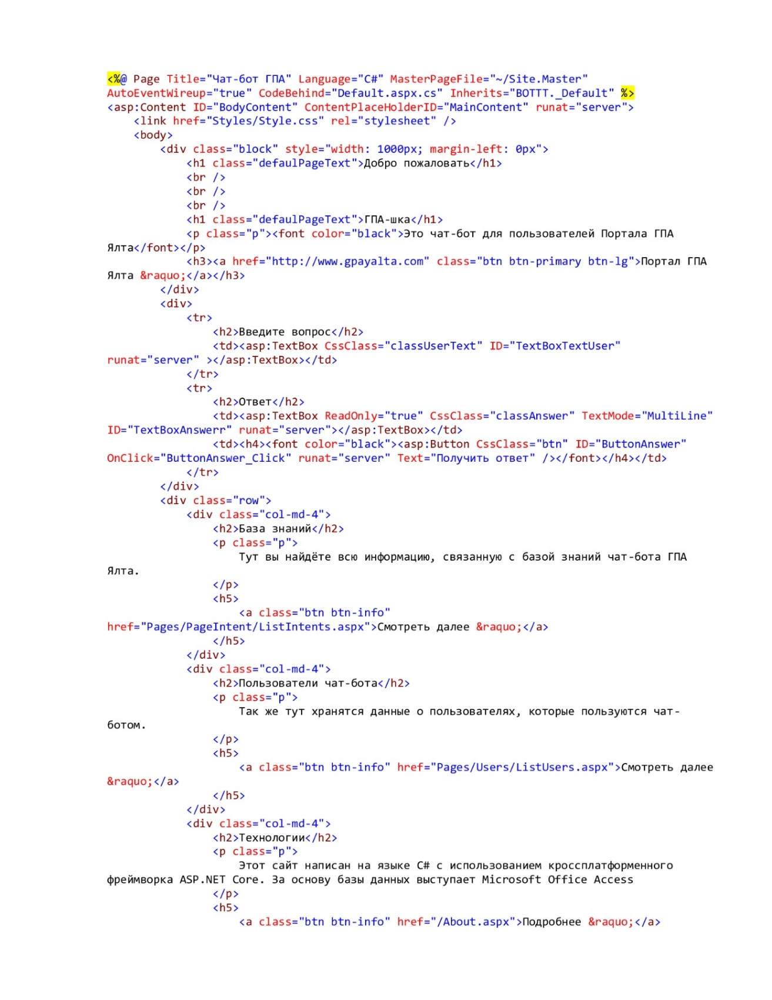 <%@ Page Title="Чат-бот ГПА" Language="C#" MasterPageFile="~/Site.Master"
AutoEventWireup="true" CodeBehind="Default.aspx.cs" Inherits="BOTTT._Default" %>
<asp:Content ID="BodyContent" ContentPlaceHolderID="MainContent" runat="server">
<link href="Styles/Style.css" rel="stylesheet" />
<body>
<div class="block" style="width: 1000px; margin-left: 0px">
<h1 class="defaulPageText">Добро пожаловать</h1>
<br />
<br />
<br />
<h1 class="defaulPageText">ГПА-шка</h1>
<p class="p"><font color="black">Это чат-бот для пользователей Портала ГПА
Ялта</font></p>
<h3><a href="http://www.gpayalta.com" class="btn btn-primary btn-lg">Портал ГПА
Ялта &raquo;</a></h3>
</div>
<div>
<tr>
<h2>Введите вопрос</h2>
<td><asp:TextBox CssClass="classUserText" ID="TextBoxTextUser"
runat="server" ></asp:TextBox></td>
</tr>
<tr>
<h2>Ответ</h2>
<td><asp:TextBox ReadOnly="true" CssClass="classAnswer" TextMode="MultiLine"
ID="TextBoxAnswerr" runat="server"></asp:TextBox></td>
<td><h4><font color="black"><asp:Button CssClass="btn" ID="ButtonAnswer"
OnClick="ButtonAnswer_Click" runat="server" Text="Получить ответ" /></font></h4></td>
</tr>
</div>
<div class="row">
<div class="col-md-4">
<h2>База знаний</h2>
<p class="p">
Тут вы найдёте всю информацию, связанную с базой знаний чат-бота ГПА
Ялта.
</p>
<h5>
<a class="btn btn-info"
href="Pages/PageIntent/ListIntents.aspx">Смотреть далее &raquo;</a>
</h5>
</div>
<div class="col-md-4">
<h2>Пользователи чат-бота</h2>
<p class="p">
Так же тут хранятся данные о пользователях, которые пользуются чат-
ботом.
</p>
<h5>
<a class="btn btn-info" href="Pages/Users/ListUsers.aspx">Смотреть далее
&raquo;</a>
</h5>
</div>
<div class="col-md-4">
<h2>Технологии</h2>
<p class="p">
Этот сайт написан на языке C# с использованием кроссплатформенного
фреймворка ASP.NET Core. За основу базы данных выступает Microsoft Office Access
</p>
<h5>
<a class="btn btn-info" href="/About.aspx">Подробнее &raquo;</a>